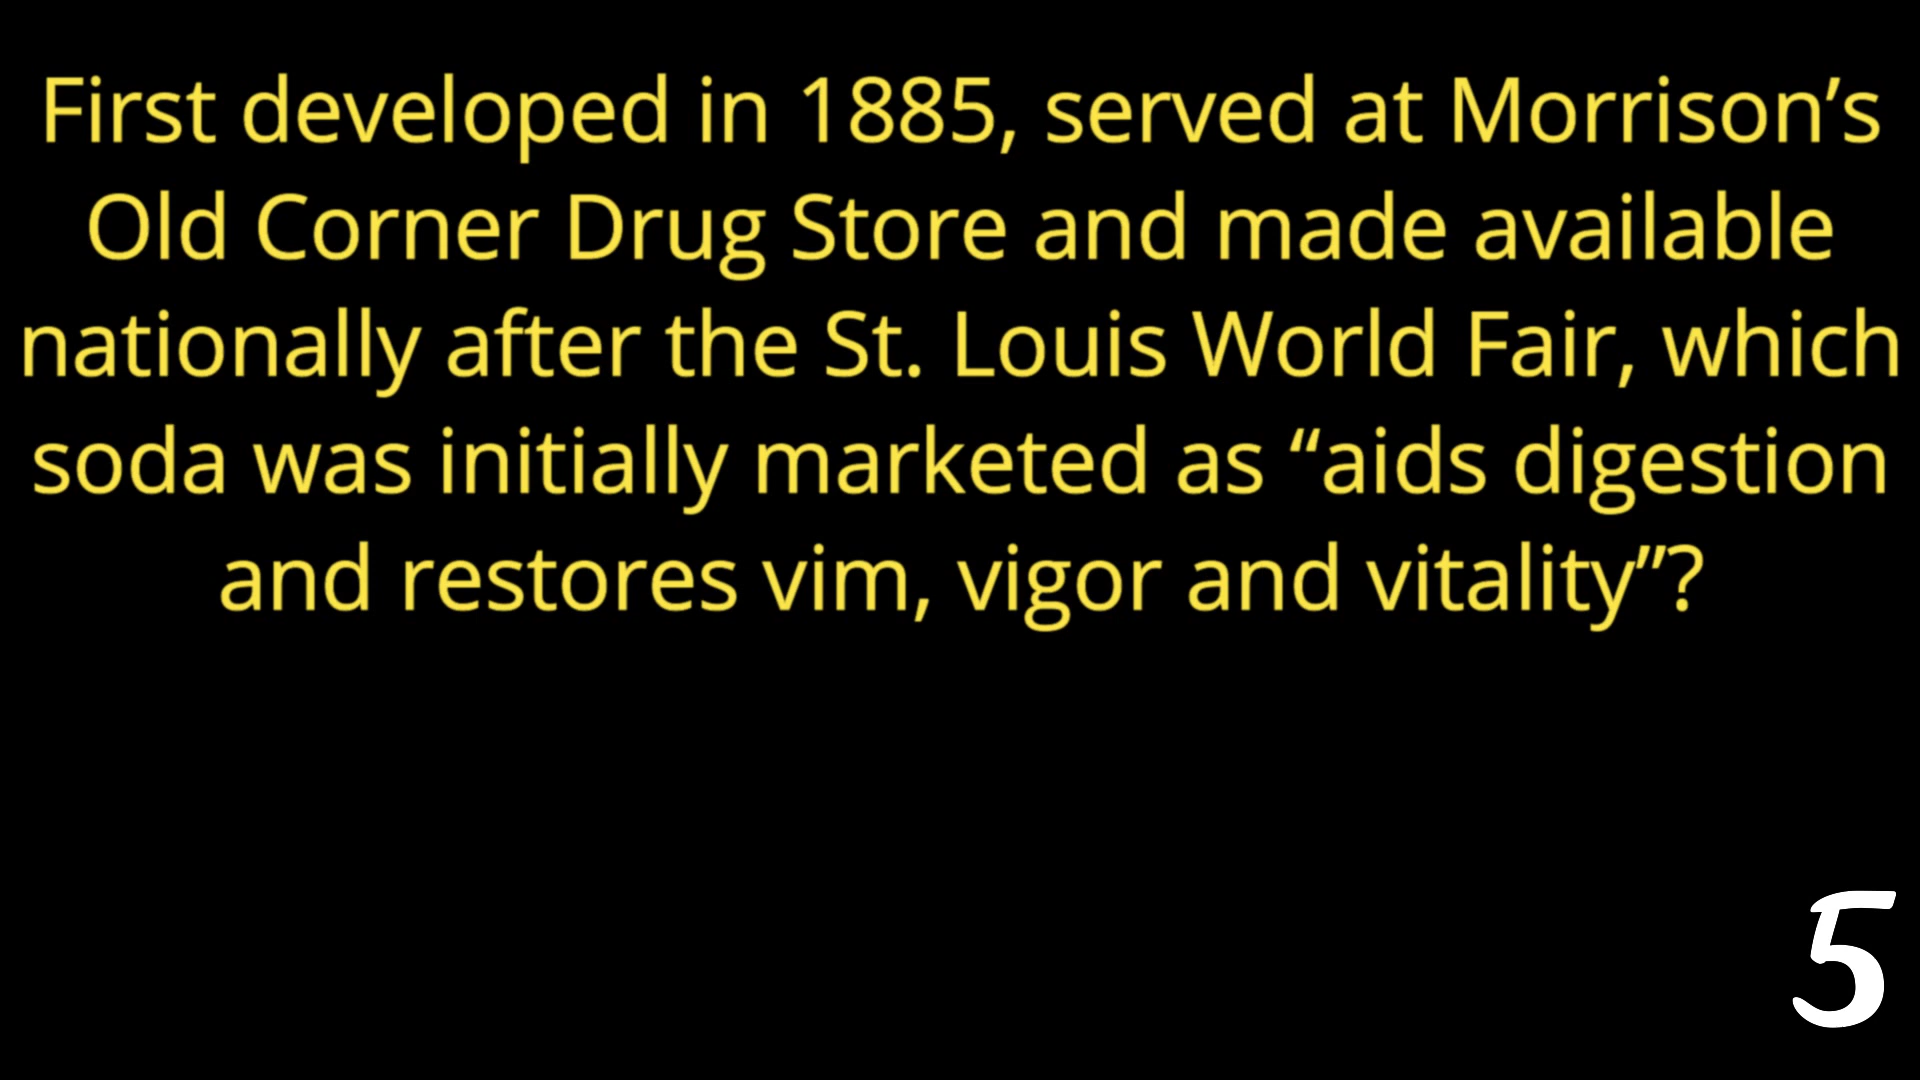 First developed in 1885, served at Morrison’s
Old Corner Drug Store and made available
nationally after the St. Louis World Fair, which
soda was initially marketed as “aids digestion
and restores vim, vigor and vitality”?
5